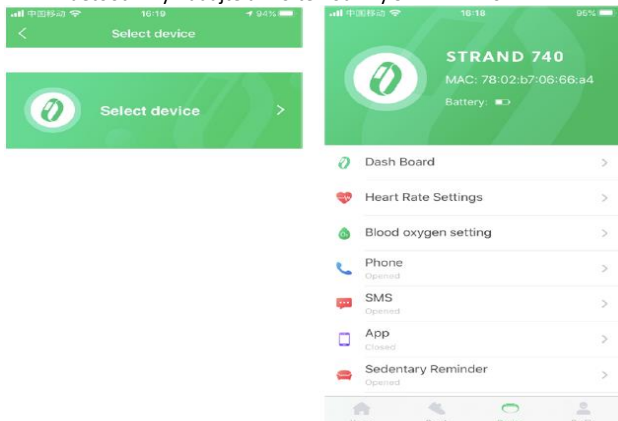 中国移动 16:19 94%
Select device
Select device
中国移动 16:18 95%
STRAND 740
MAC: 78:02:b7:06:66:a4
Battery:
Dash Board
Heart Rate Settings
Blood oxygen setting
Phone
Opened
SMS
Opened
App
Closed
Sedentary Reminder
Opened